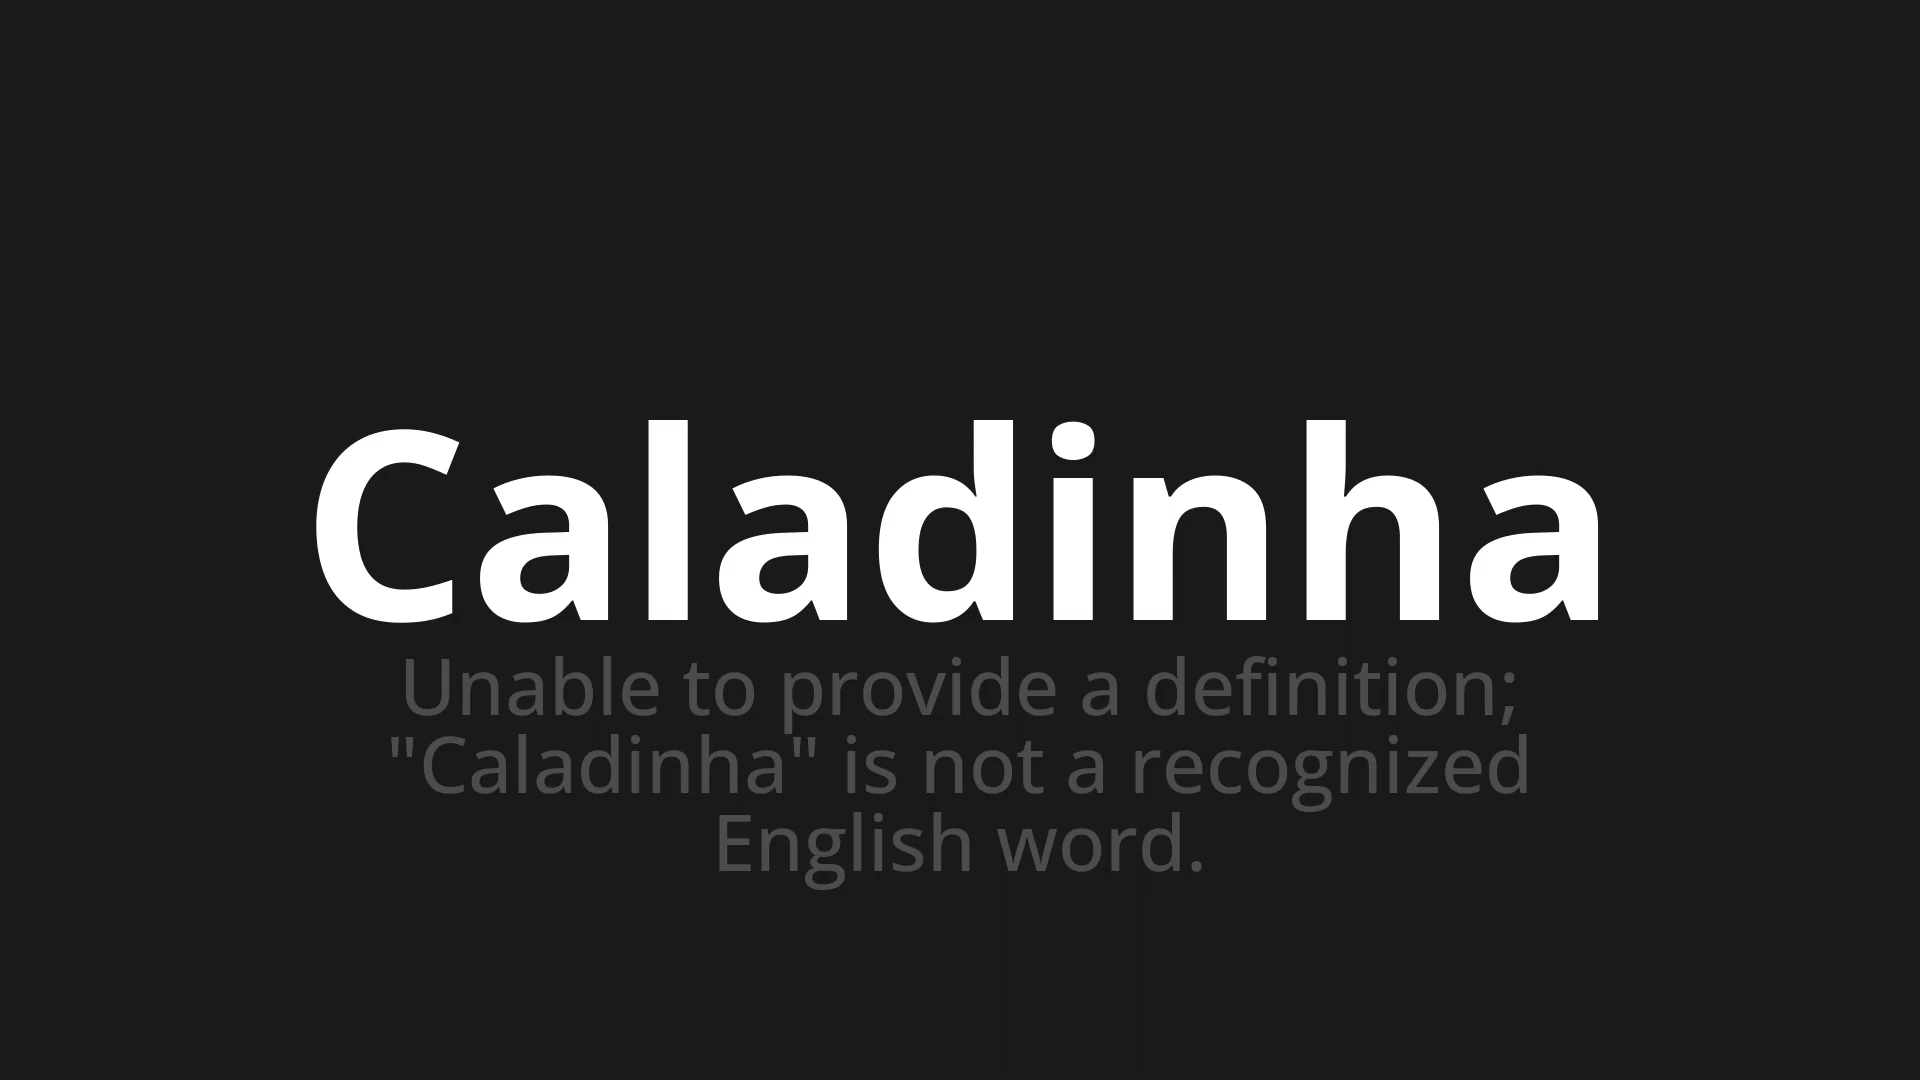 Caladinha
Unable to provide a definition;
"Caladinha" is not a recognized
English word.